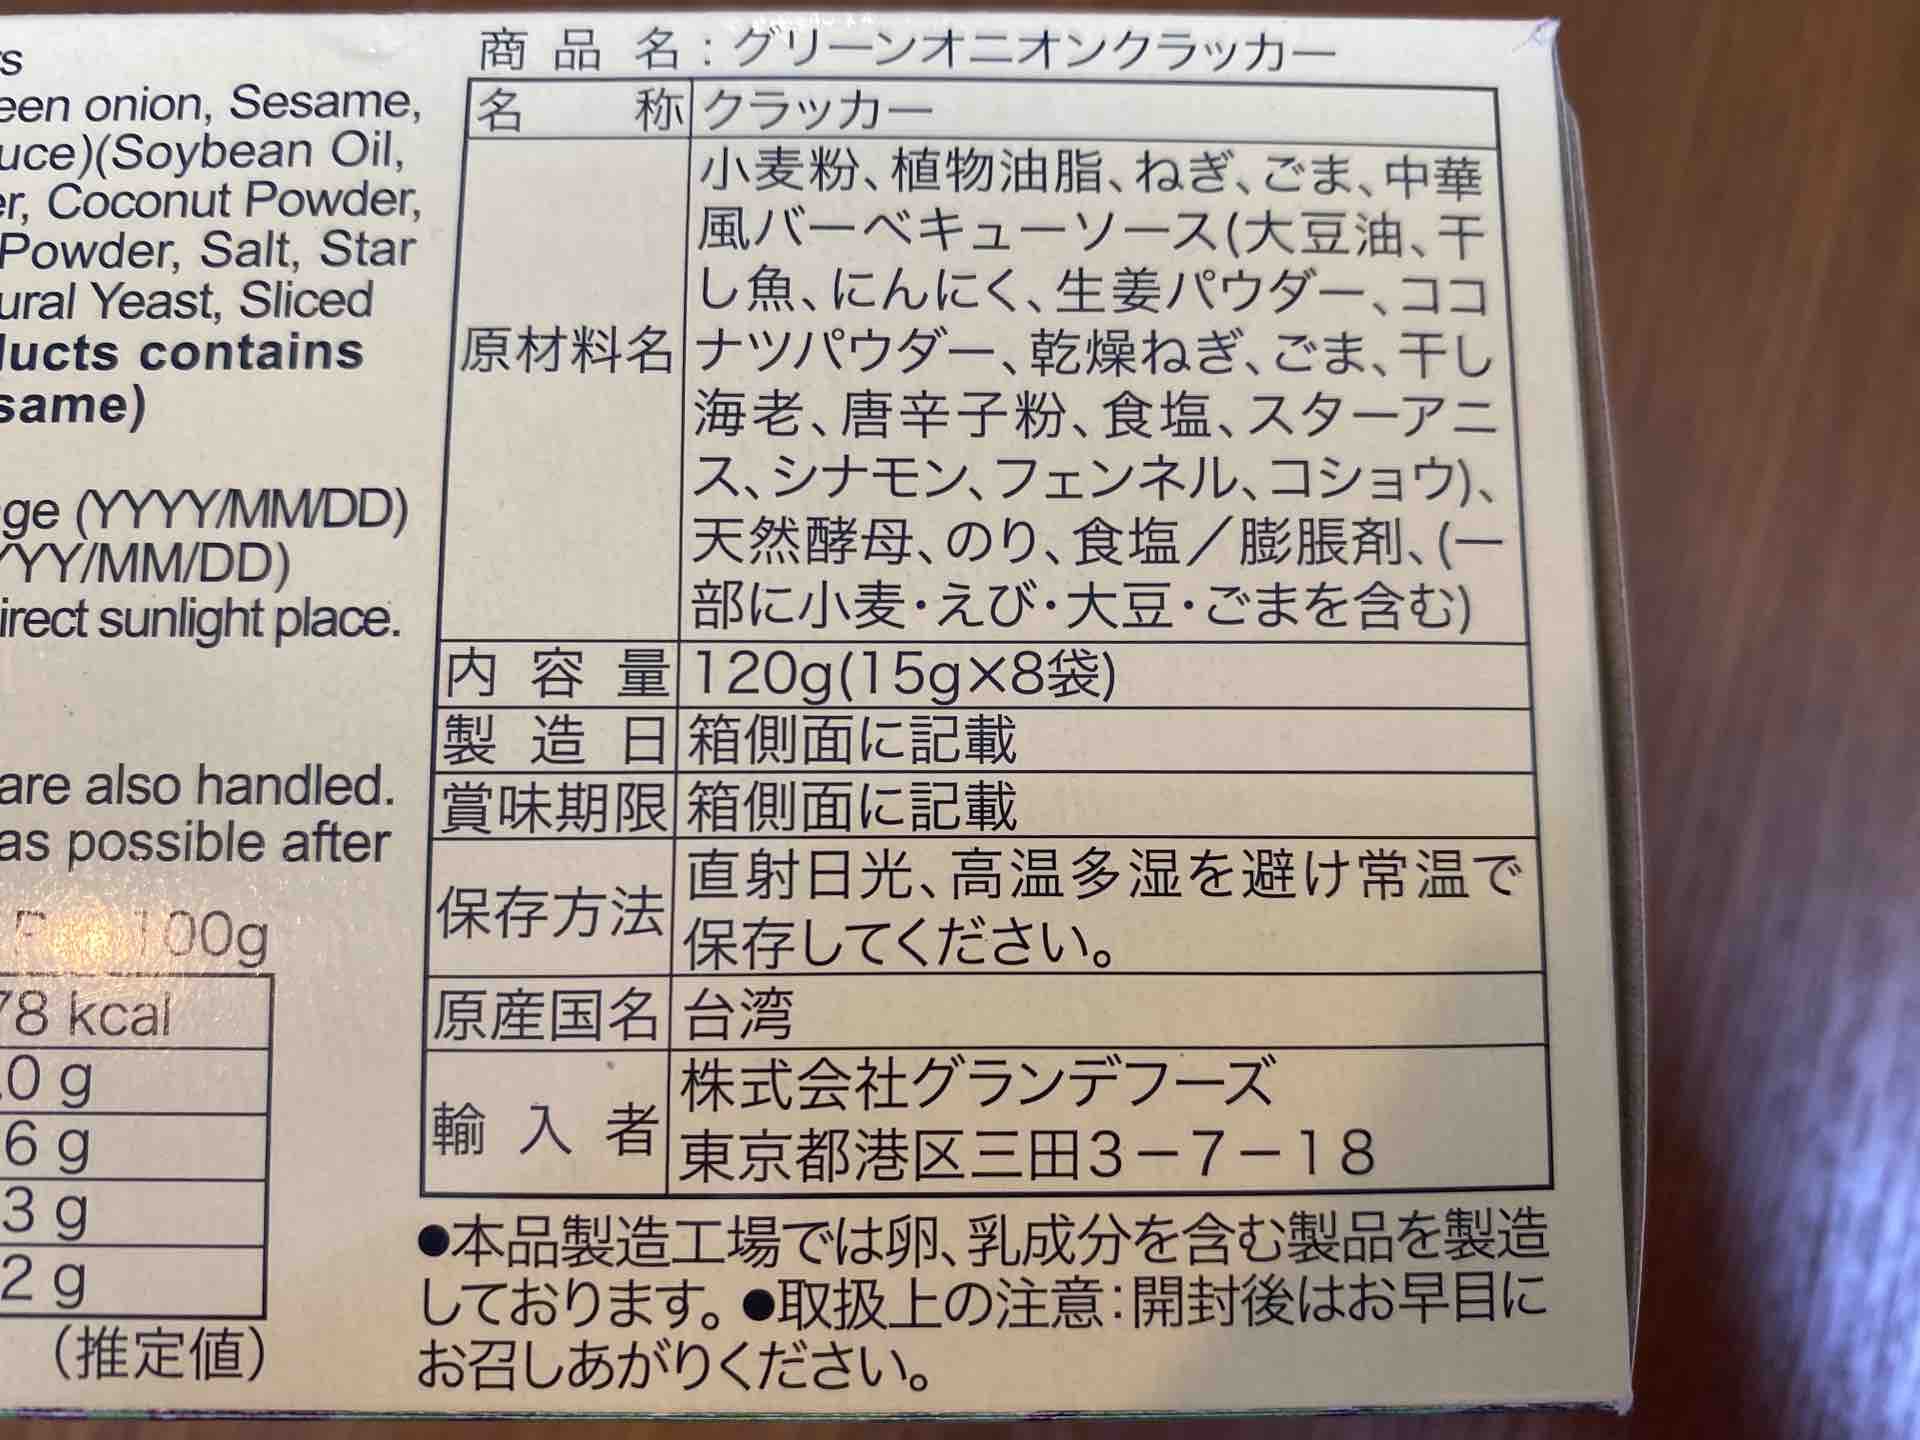 s
een onion, Sesame,
uce)(Soybean Oil,
er, Coconut Powder,
Powder, Salt, Star
ural Yeast, Sliced
ducts contains
same)
ge (YYYY/MM/DD)
YYY/MM/DD)
irect sunlight place.
are also handled.
as possible after
100g
78 kcal
.0 g
6 g
3 g
2 g
(推定値)
商品名:グリーンオニオンクラッカー
名称 クラッカー
原材料名 小麦粉、植物油脂、ねぎ、ごま、中華
風バーベキューソース(大豆油、干
し魚、にんにく、生姜パウダー、ココ
ナツパウダー、乾燥ねぎ、ごま、干し
海老、唐辛子粉、食塩、スターアニ
ス、シナモン、フェンネル、コショウ)、
天然酵母、のり、食塩/膨脹剤、(一
部に小麦・えび・大豆・ごまを含む)
内容量 120g(15g×8袋)
製造日 箱側面に記載
賞味期限 箱側面に記載
保存方法 直射日光、高温多湿を避け常温で
保存してください。
原産国名 台湾
輸入者 株式会社グランデフーズ
東京都港区三田3-7-18
●本品製造工場では卵、乳成分を含む製品を製造
しております。●取扱上の注意:開封後はお早目に
お召しあがりください。